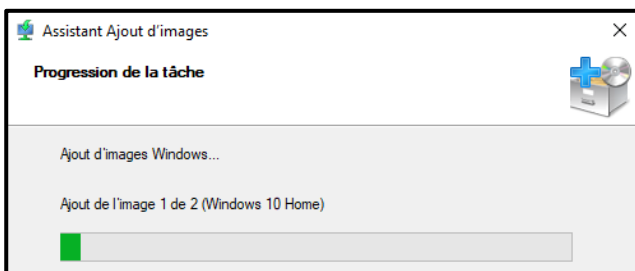 Assistant Ajout d'images
Progression de la tâche
Ajout d'images Windows...
Ajout de l'image 1 de 2 (Windows 10 Home)